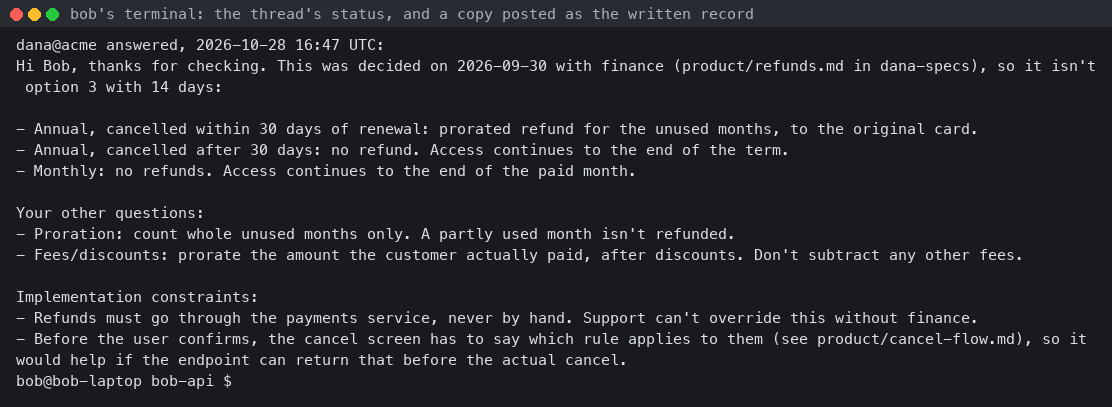 bob's terminal: the thread's status, and a copy posted as the written record
dana@acme answered, 2026-10-28 16:47 UTC:
Hi Bob, thanks for checking. This was decided on 2026-09-30 with finance (product/refunds.md in dana-specs), so it isn't
option 3 with 14 days:
- Annual, cancelled within 30 days of renewal: prorated refund for the unused months, to the original card.
- Annual, cancelled after 30 days: no refund. Access continues to the end of the term.
- Monthly: no refunds. Access continues to the end of the paid month.
Your other questions:
- Proration: count whole unused months only. A partly used month isn't refunded.
- Fees/discounts: prorate the amount the customer actually paid, after discounts. Don't subtract any other fees.
Implementation constraints:
- Refunds must go through the payments service, never by hand. Support can't override this without finance.
- Before the user confirms, the cancel screen has to say which rule applies to them (see product/cancel-flow.md), so it
would help if the endpoint can return that before the actual cancel.
bob@bob-laptop bob-api $